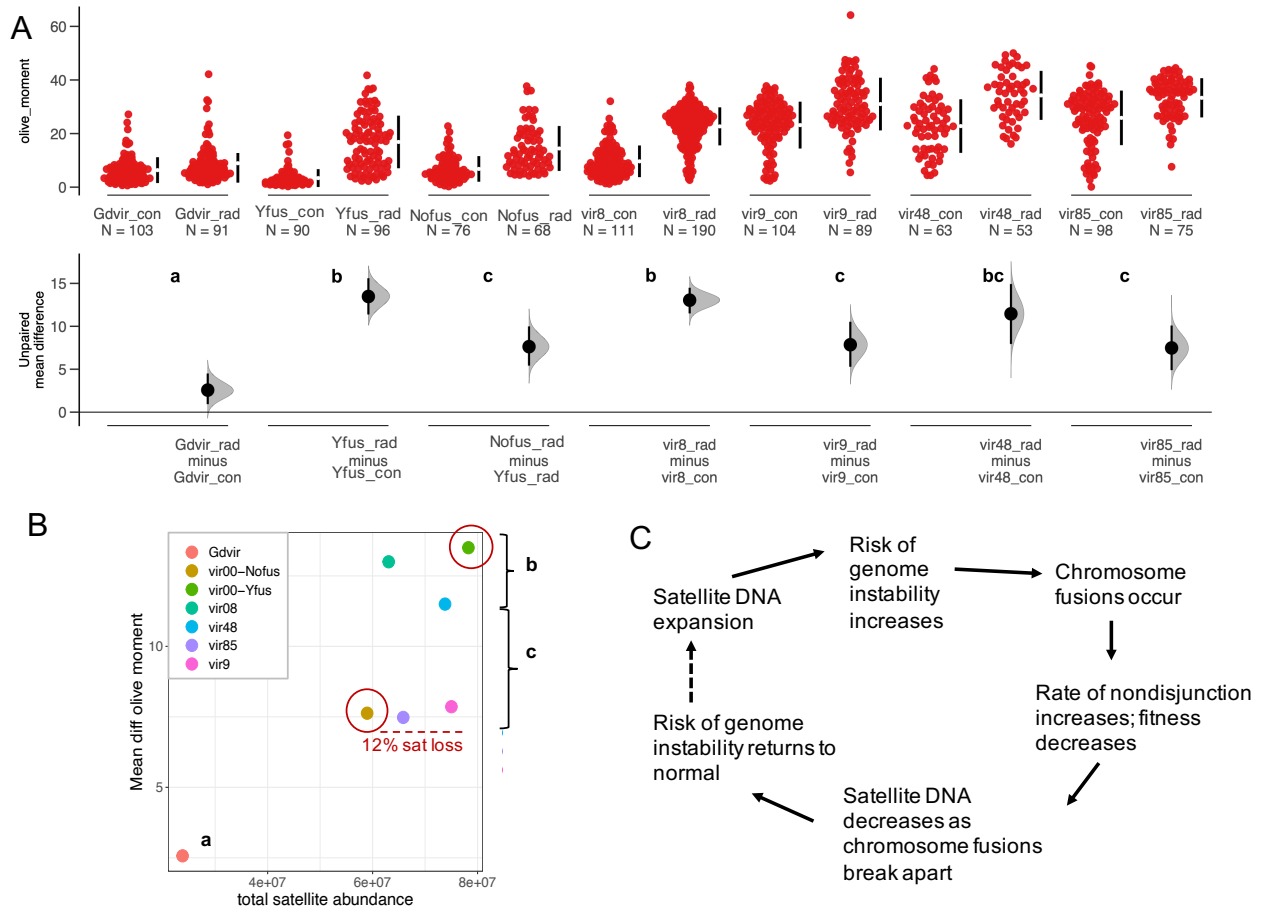 A
olive_moment
60
40
20
0
Gdvir_con Gdvir_rad Yfus_con Yfus_rad Nofus_con Nofus_rad vir8_con vir8_rad vir9_con vir9_rad vir48_con vir48_rad vir85_con vir85_rad
N = 103 N = 91 N = 90 N = 96 N = 76 N = 68 N = 111 N = 190 N = 104 N = 89 N = 63 N = 53 N = 98 N = 75
Unpaired
mean difference
15
10
5
0
a b c b c bc c
Gdvir_rad Yfus_rad Nofus_rad vir8_rad vir9_rad vir48_rad vir85_rad
minus minus minus minus minus minus minus
Gdvir_con Yfus_con Yfus_rad vir8_con vir9_con vir48_con vir85_con
B
Mean diff olive moment
10
5
Gdvir
vir00−Nofus
vir00−Yfus
vir08
vir48
vir85
vir9
b
c
12% sat loss
a
4e+07 6e+07 8e+07
total satellite abundance
C
Satellite DNA
expansion
Risk of
genome
instability
increases
Chromosome
fusions occur
Rate of nondisjunction
increases; fitness
decreases
Satellite DNA
decreases as
chromosome fusions
break apart
Risk of genome
instability returns to
normal